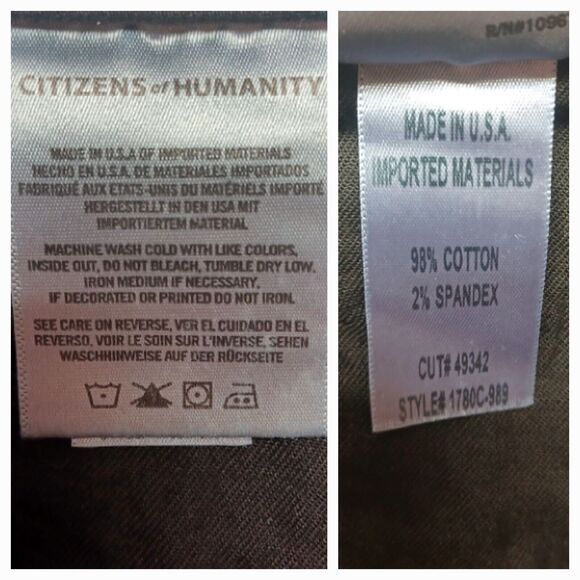 CITIZENS of HUMANITY
MADE IN U.S.A OF IMPORTED MATERIALS
HECHO EN U.S.A. DE MATERIALES IMPORTADOS
FABRIQUÉ AUX ETATS-UNIS DU MATÉRIELS IMPORTÉ
HERGESTELLT IN DEN USA MIT
IMPORTIERTEM MATERIAL
MACHINE WASH COLD WITH LIKE COLORS,
INSIDE OUT, DO NOT BLEACH, TUMBLE DRY LOW.
IRON MEDIUM IF NECESSARY.
IF DECORATED OR PRINTED DO NOT IRON.
SEE CARE ON REVERSE, VER EL CUIDADO EN EL
REVERSO, VOIR LE SOIN SUR L'INVERSE, SEHEN
WASCHHINWEISE AUF DER RÜCKSEITE
R/N#1096
MADE IN U.S.A.
IMPORTED MATERIALS
98% COTTON
2% SPANDEX
CUT# 49342
STYLE# 1780C-989